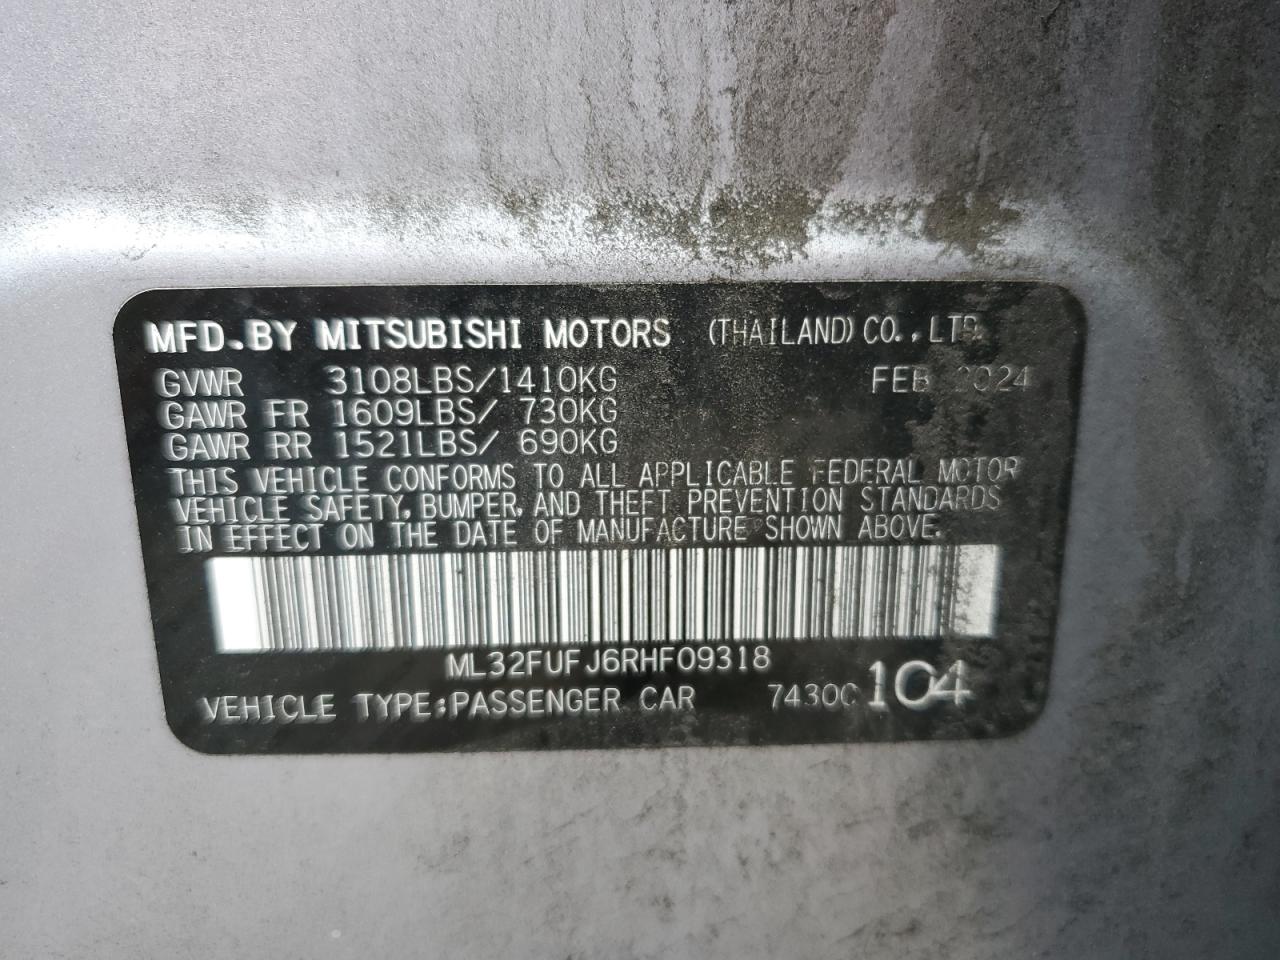 MFD.BY MITSUBISHI MOTORS (THAILAND) CO., LTD.
GVWR 3108LBS/1410KG FEB 2024
GAWR FR 1609LBS/ 730KG
GAWR RR 1521LBS/ 690KG
THIS VEHICLE CONFORMS TO ALL APPLICABLE FEDERAL MOTOR
VEHICLE SAFETY, BUMPER, AND THEFT PREVENTION STANDARDS
IN EFFECT ON THE DATE OF MANUFACTURE SHOWN ABOVE.
ML32FUFJ6RHF09318
VEHICLE TYPE:PASSENGER CAR 7430C 104